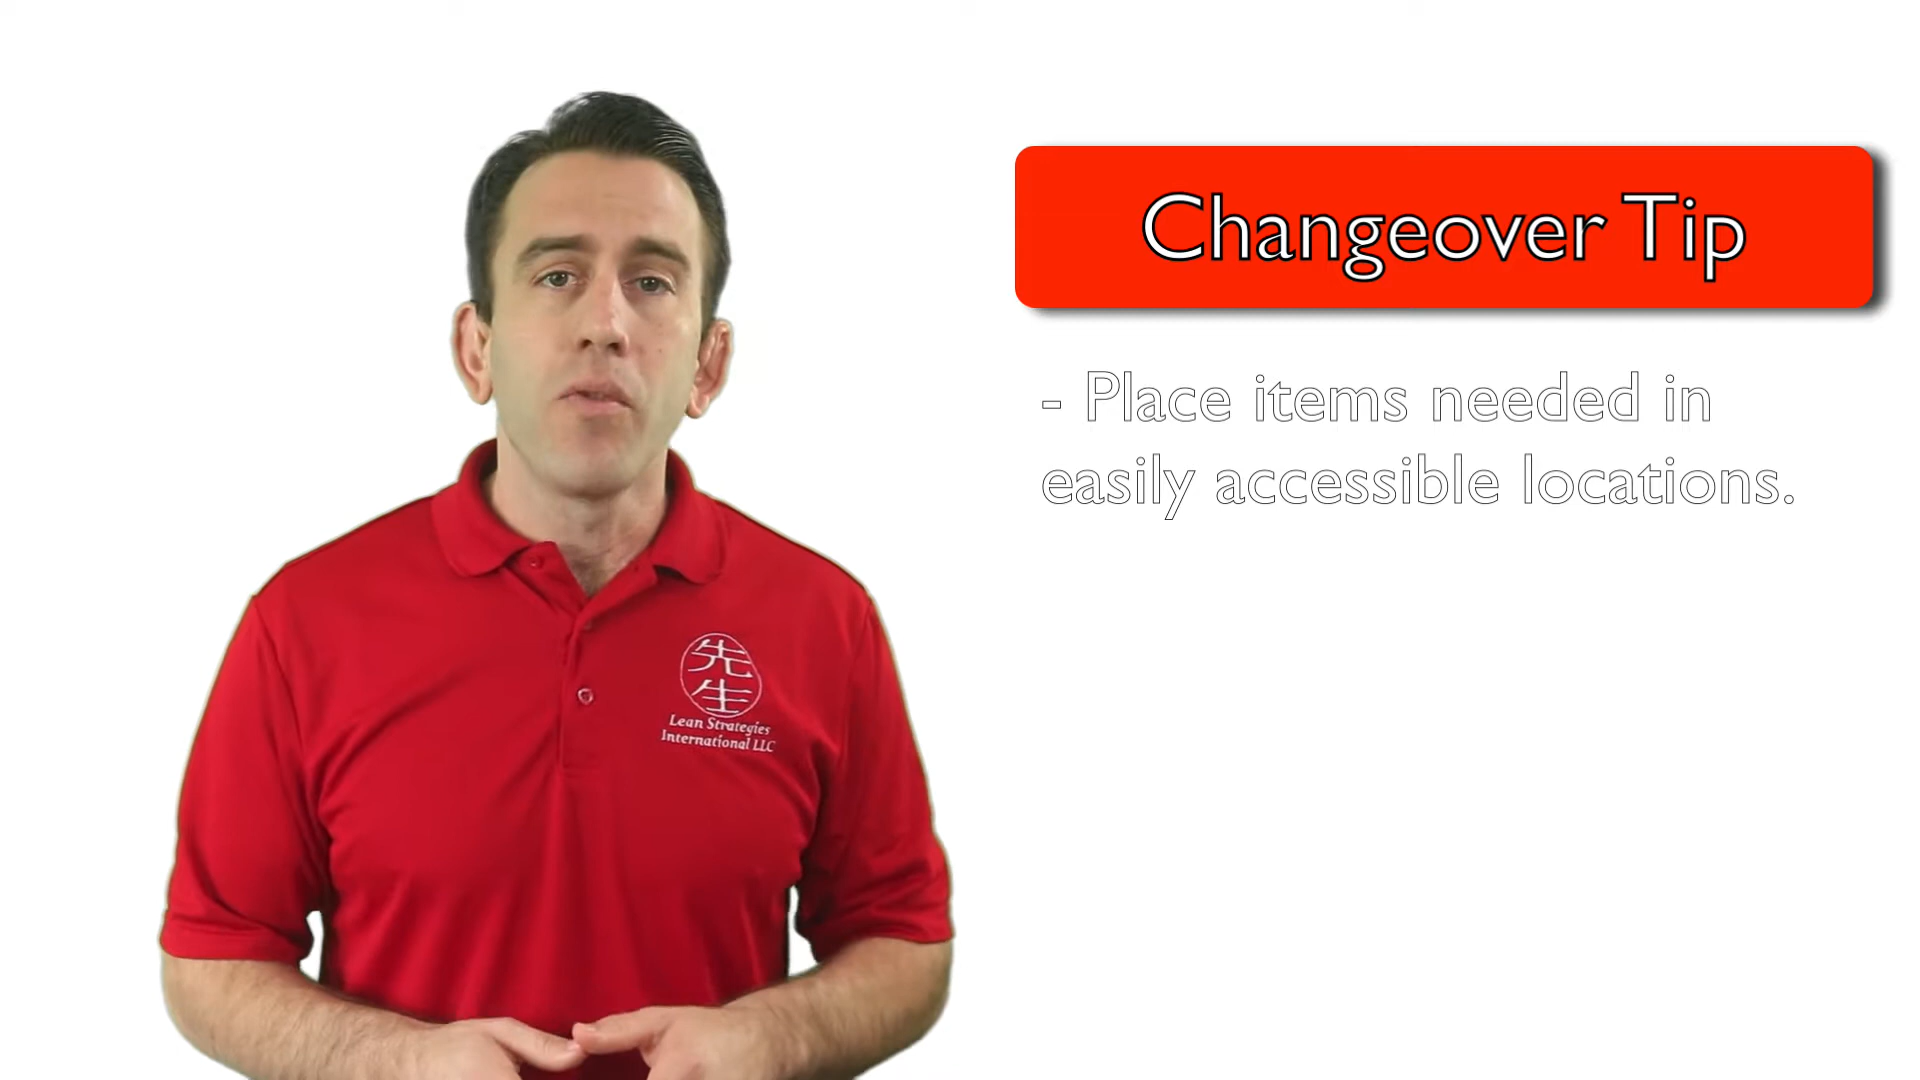 Changeover Tip
- Place items needed in
easily accessible locations.
先
生
Lean Strategies
International LLC